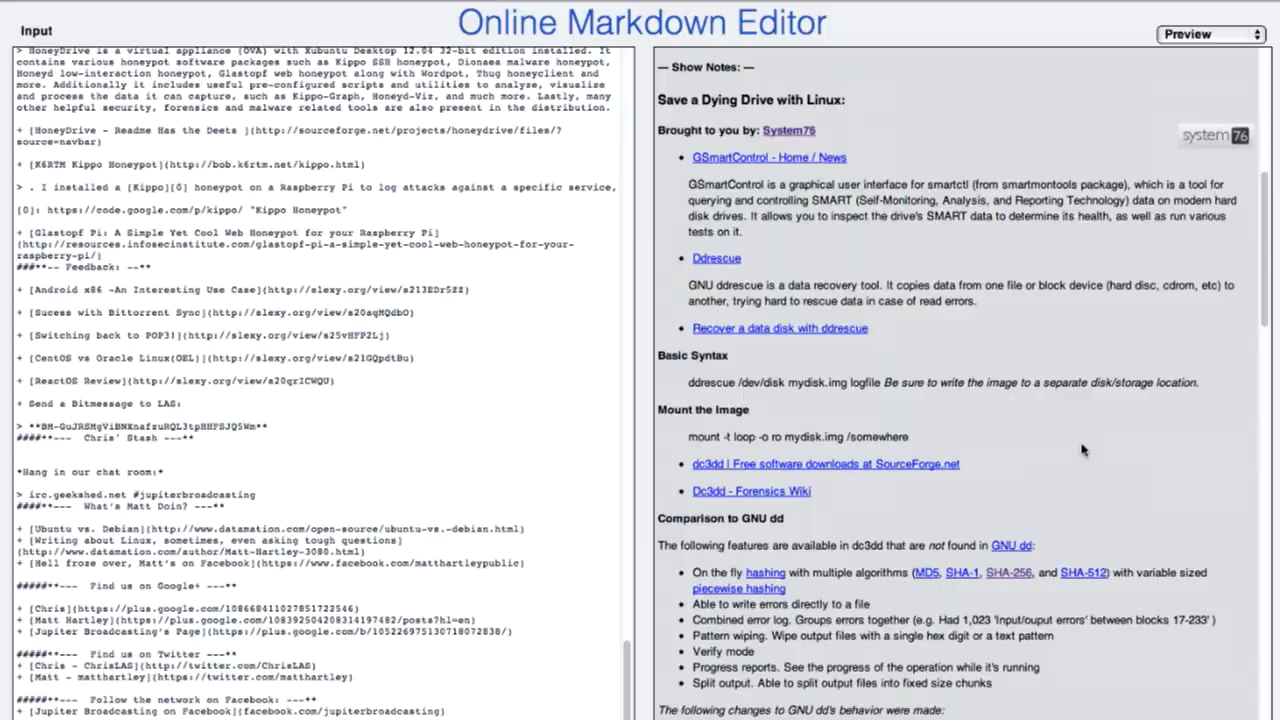 Online Markdown Editor
Input
Preview
> HoneyDrive is a virtual appliance (OVA) with Xubuntu Desktop 12.04 32-bit edition installed. It
contains various honeypot software packages such as Kippo SSH honeypot, Dionaea malware honeypot,
Honeyd low-interaction honeypot, Glastopf web honeypot along with Wordpot, Thug honeyclient and
more. Additionally it includes useful pre-configured scripts and utilities to analyze, visualize
and process the data it can capture, such as Kippo-Graph, Honeyd-Viz, and much more. Lastly, many
other helpful security, forensics and malware related tools are also present in the distribution.
+ [HoneyDrive - Readme Has the Deets ](http://sourceforge.net/projects/honeydrive/files/?
source=navbar)
+ [K6RTM Kippo Honeypot](http://bob.k6rtm.net/kippo.html)
> . I installed a [Kippo][0] honeypot on a Raspberry Pi to log attacks against a specific service,
[0]: https://code.google.com/p/kippo/ "Kippo Honeypot"
+ [Glastopf Pi: A Simple Yet Cool Web Honeypot for your Raspberry Pi]
(http://resources.infosecinstitute.com/glastopf-pi-a-simple-yet-cool-web-honeypot-for-your-
raspberry-pi/)
###**-- Feedback: --**
+ [Android x86 -An Interesting Use Case](http://slexy.org/view/s213EDr522)
+ [Sucess with Bittorrent Sync](http://slexy.org/view/s20aqMQdbO)
+ [Switching back to POP3!](http://slexy.org/view/s25vHFP2Lj)
+ [CentOS vs Oracle Linux(OEL)](http://slexy.org/view/s21GQpdtBu)
+ [ReactOS Review](http://slexy.org/view/s20qrICWQU)
+ Send a Bitmessage to LAS:
> **BM-GuJRSMgViBNXnafzuRQL3tpHHFSJQ5Wm**
####**--- Chris' Stash ---**
*Hang in our chat room:*
> irc.geekshed.net #jupiterbroadcasting
####**--- What's Matt Doin? ---**
+ [Ubuntu vs. Debian](http://www.datamation.com/open-source/ubuntu-vs.-debian.html)
+ [Writing about Linux, sometimes, even asking tough questions]
(http://www.datamation.com/author/Matt-Hartley-3080.html)
+ [Hell froze over, Matt's on Facebook](https://www.facebook.com/matthartleypublic)
#####**--- Find us on Google+ ---**
+ [Chris](https://plus.google.com/108668411027851722546)
+ [Matt Hartley](https://plus.google.com/108392504208314197482/posts?hl=en)
+ [Jupiter Broadcasting's Page](https://plus.google.com/b/105226975130718072838/)
#####**--- Find us on Twitter ---**
+ [Chris - ChrisLAS](http://twitter.com/ChrisLAS)
+ [Matt - matthartley](https://twitter.com/matthartley)
#####**--- Follow the network on Facebook: ---**
+ [Jupiter Broadcasting on Facebook](facebook.com/jupiterbroadcasting)
— Show Notes: —
Save a Dying Drive with Linux:
Brought to you by: System76
system76
• GSmartControl - Home / News
GSmartControl is a graphical user interface for smartctl (from smartmontools package), which is a tool for
querying and controlling SMART (Self-Monitoring, Analysis, and Reporting Technology) data on modern hard
disk drives. It allows you to inspect the drive's SMART data to determine its health, as well as run various
tests on it.
• Ddrescue
GNU ddrescue is a data recovery tool. It copies data from one file or block device (hard disc, cdrom, etc) to
another, trying hard to rescue data in case of read errors.
• Recover a data disk with ddrescue
Basic Syntax
ddrescue /dev/disk mydisk.img logfile Be sure to write the image to a separate disk/storage location.
Mount the Image
mount -t loop -o ro mydisk.img /somewhere
• dc3dd | Free software downloads at SourceForge.net
• Dc3dd - Forensics Wiki
Comparison to GNU dd
The following features are available in dc3dd that are not found in GNU dd:
• On the fly hashing with multiple algorithms (MD5, SHA-1, SHA-256, and SHA-512) with variable sized
piecewise hashing
• Able to write errors directly to a file
• Combined error log. Groups errors together (e.g. Had 1,023 'Input/ouput errors' between blocks 17-233' )
• Pattern wiping. Wipe output files with a single hex digit or a text pattern
• Verify mode
• Progress reports. See the progress of the operation while it's running
• Split output. Able to split output files into fixed size chunks
The following changes to GNU dd's behavior were made: